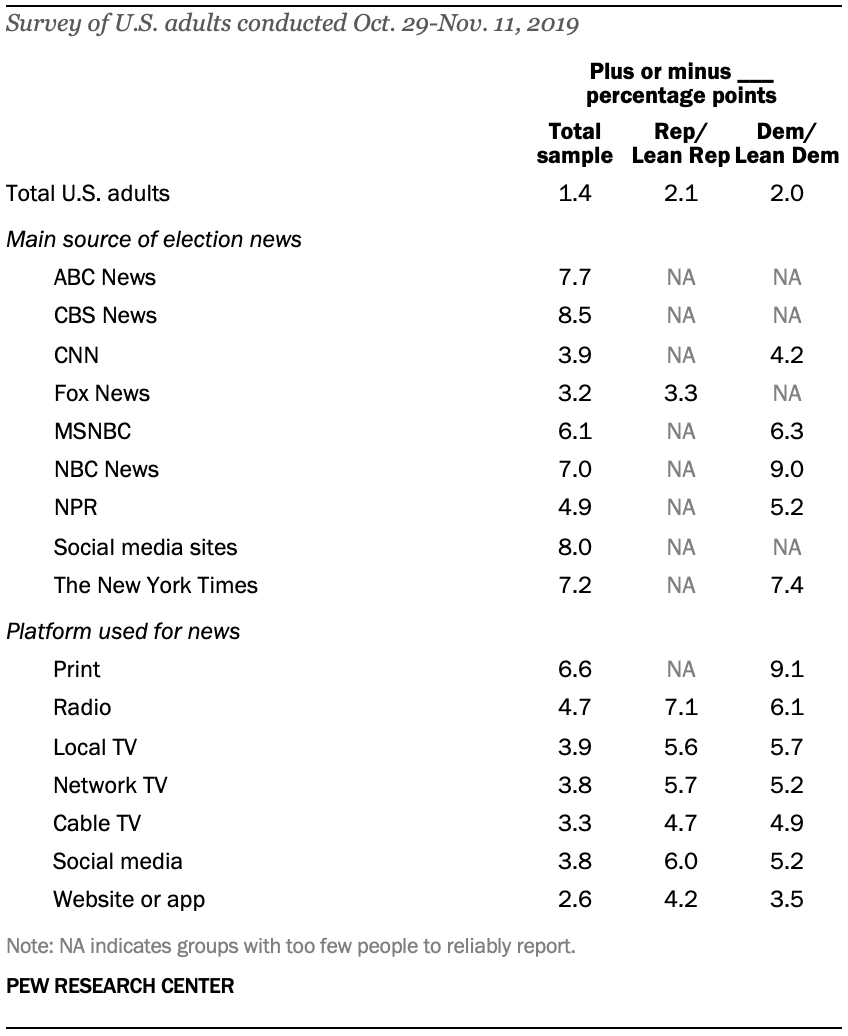 Survey of U.S. adults conducted Oct. 29-Nov. 11, 2019
Plus or minus ___
percentage points
Total Rep/ Dem/
sample Lean Rep Lean Dem
Total U.S. adults 1.4 2.1 2.0
Main source of election news
ABC News 7.7 NA NA
CBS News 8.5 NA NA
CNN 3.9 NA 4.2
Fox News 3.2 3.3 NA
MSNBC 6.1 NA 6.3
NBC News 7.0 NA 9.0
NPR 4.9 NA 5.2
Social media sites 8.0 NA NA
The New York Times 7.2 NA 7.4
Platform used for news
Print 6.6 NA 9.1
Radio 4.7 7.1 6.1
Local TV 3.9 5.6 5.7
Network TV 3.8 5.7 5.2
Cable TV 3.3 4.7 4.9
Social media 3.8 6.0 5.2
Website or app 2.6 4.2 3.5
Note: NA indicates groups with too few people to reliably report.
PEW RESEARCH CENTER